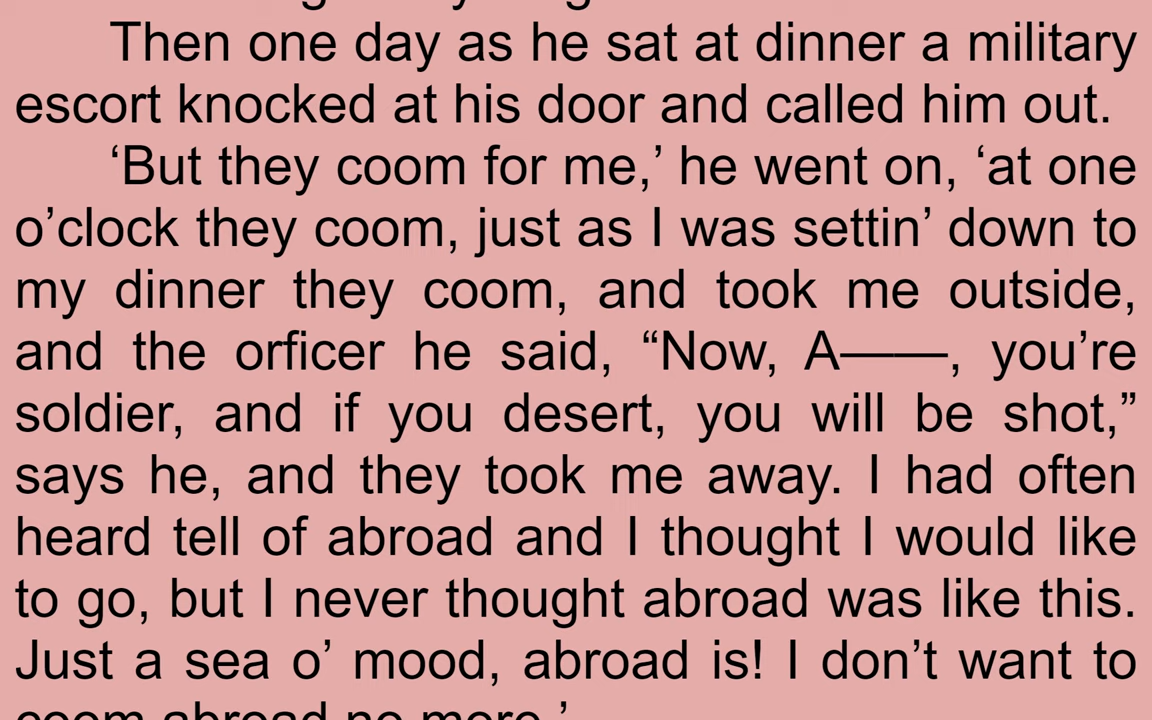 Then one day as he sat at dinner a military
escort knocked at his door and called him out.
‘But they coom for me,’ he went on, ‘at one
o’clock they coom, just as I was settin’ down to
my dinner they coom, and took me outside,
and the orficer he said, “Now, A——, you’re
soldier, and if you desert, you will be shot,”
says he, and they took me away. I had often
heard tell of abroad and I thought I would like
to go, but I never thought abroad was like this.
Just a sea o’ mood, abroad is! I don’t want to
coom abroad no more.’